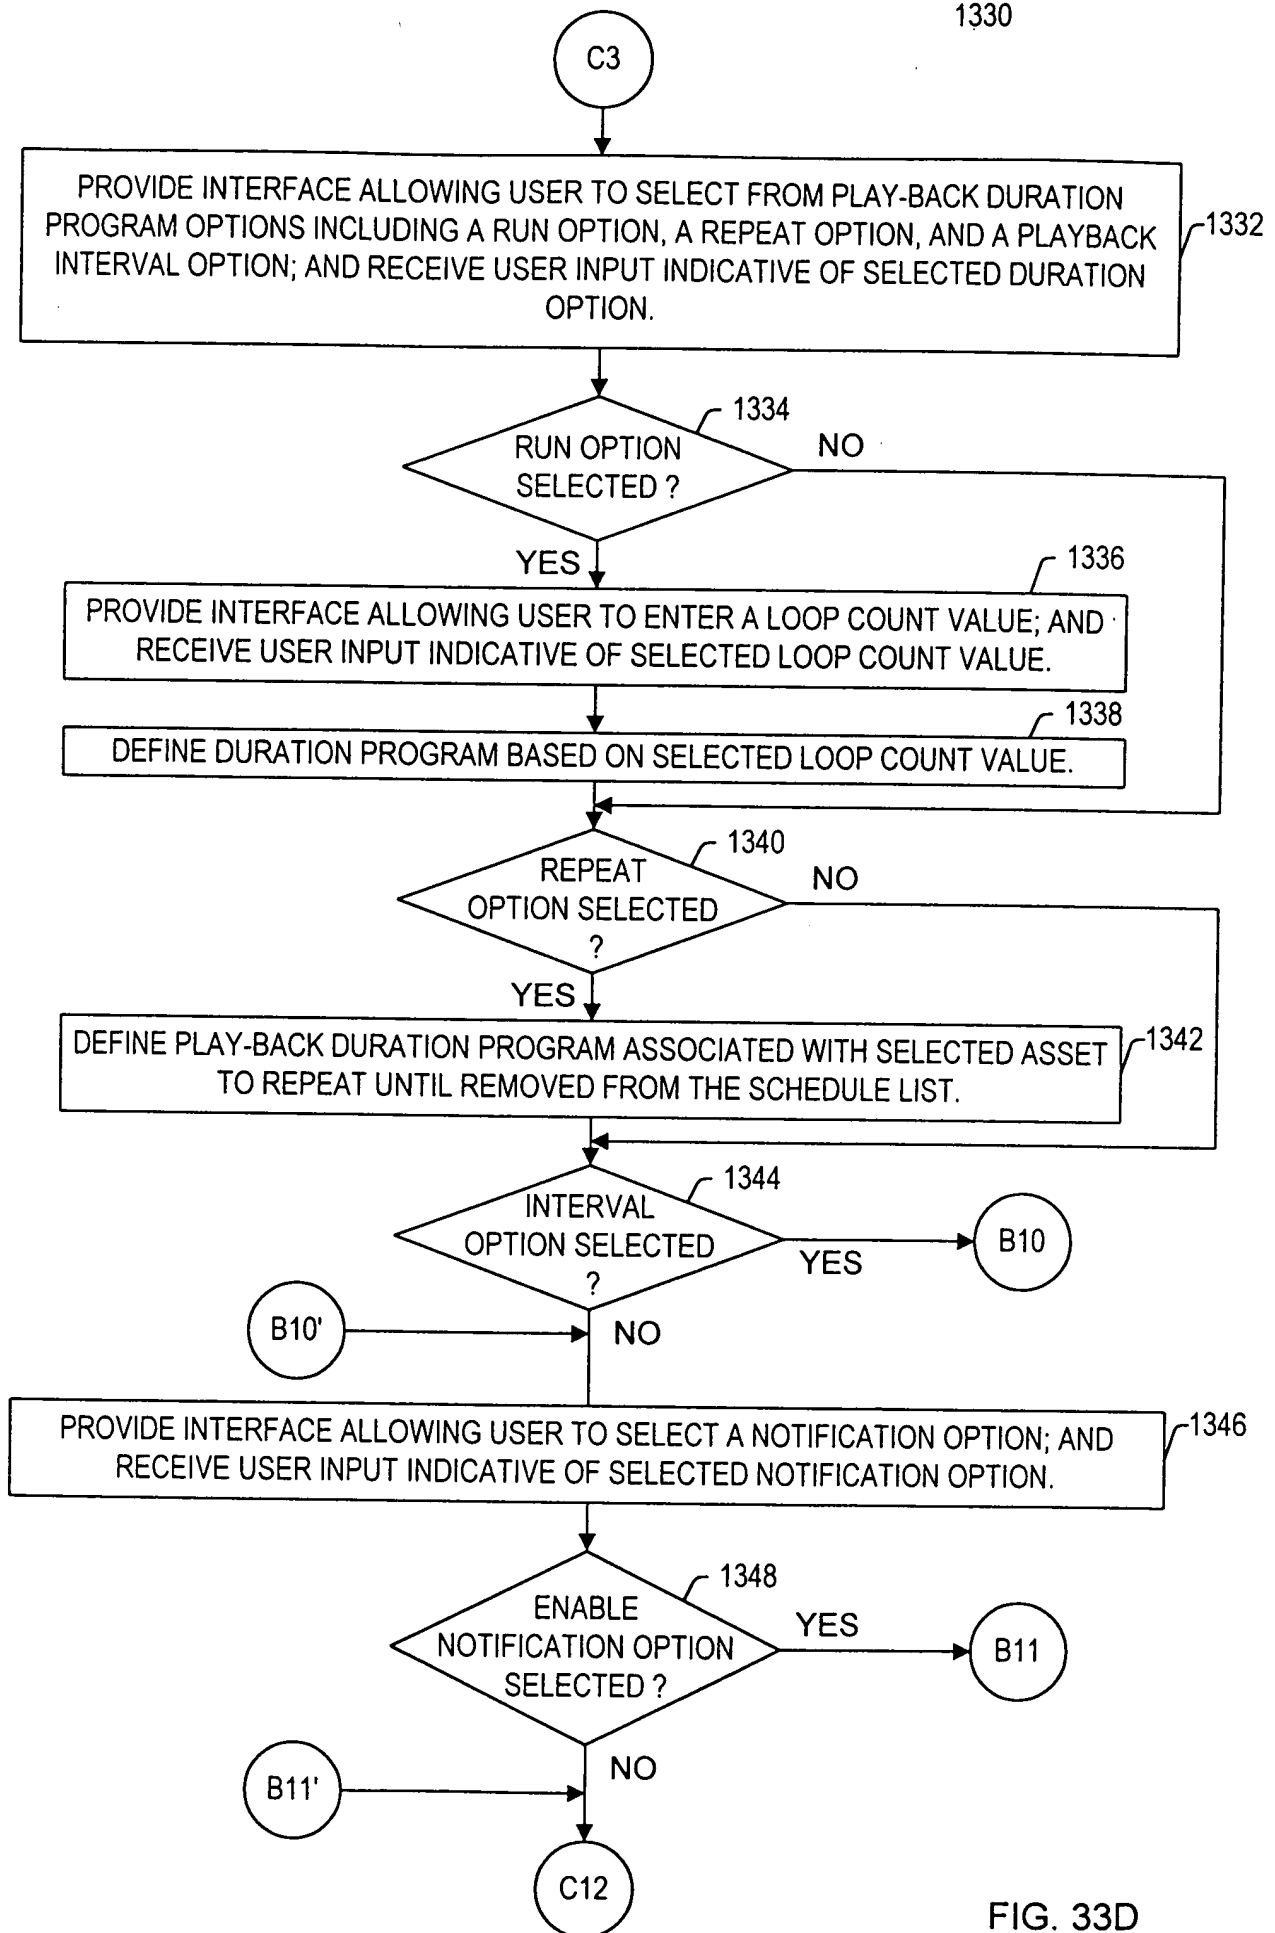 1330
C3
PROVIDE INTERFACE ALLOWING USER TO SELECT FROM PLAY-BACK DURATION
PROGRAM OPTIONS INCLUDING A RUN OPTION, A REPEAT OPTION, AND A PLAYBACK
INTERVAL OPTION; AND RECEIVE USER INPUT INDICATIVE OF SELECTED DURATION
OPTION.
1332
1334
RUN OPTION
SELECTED ?
NO
YES
1336
PROVIDE INTERFACE ALLOWING USER TO ENTER A LOOP COUNT VALUE; AND
RECEIVE USER INPUT INDICATIVE OF SELECTED LOOP COUNT VALUE.
1338
DEFINE DURATION PROGRAM BASED ON SELECTED LOOP COUNT VALUE.
1340
REPEAT
OPTION SELECTED
?
NO
YES
DEFINE PLAY-BACK DURATION PROGRAM ASSOCIATED WITH SELECTED ASSET
TO REPEAT UNTIL REMOVED FROM THE SCHEDULE LIST.
1342
1344
INTERVAL
OPTION SELECTED
?
YES
B10
B10'
NO
PROVIDE INTERFACE ALLOWING USER TO SELECT A NOTIFICATION OPTION; AND
RECEIVE USER INPUT INDICATIVE OF SELECTED NOTIFICATION OPTION.
1346
1348
ENABLE
NOTIFICATION OPTION
SELECTED ?
YES
B11
NO
B11'
C12
FIG. 33D